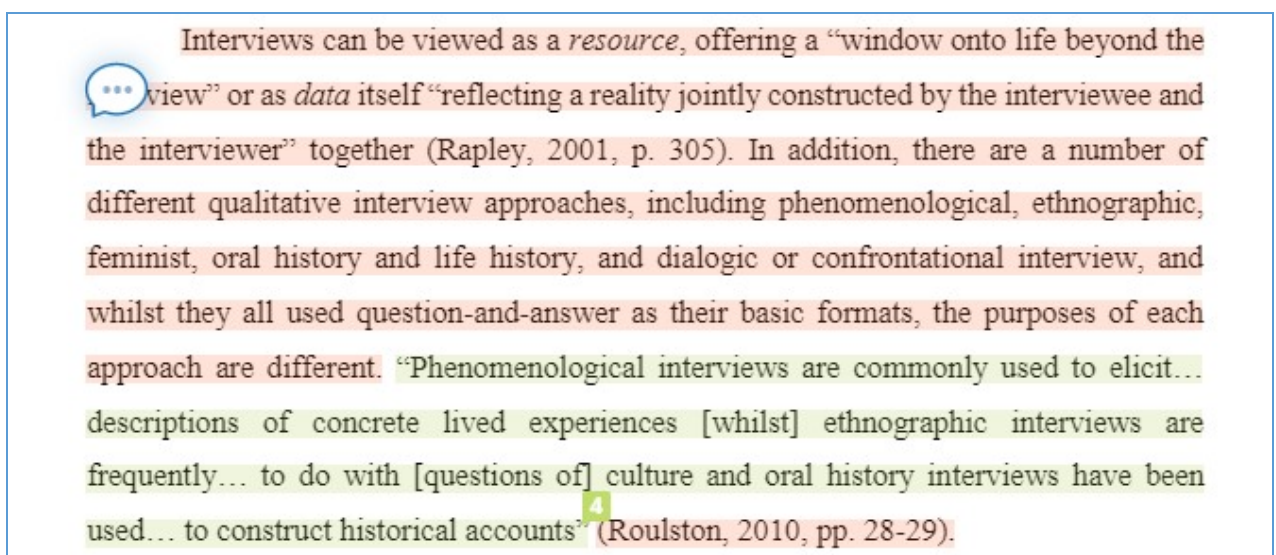 Interviews can be viewed as a resource, offering a “window onto life beyond the
view” or as data itself “reflecting a reality jointly constructed by the interviewee and
the interviewer” together (Rapley, 2001, p. 305). In addition, there are a number of
different qualitative interview approaches, including phenomenological, ethnographic,
feminist, oral history and life history, and dialogic or confrontational interview, and
whilst they all used question-and-answer as their basic formats, the purposes of each
approach are different. “Phenomenological interviews are commonly used to elicit…
descriptions of concrete lived experiences [whilst] ethnographic interviews are
frequently… to do with [questions of] culture and oral history interviews have been
4
used… to construct historical accounts” (Roulston, 2010, pp. 28-29).